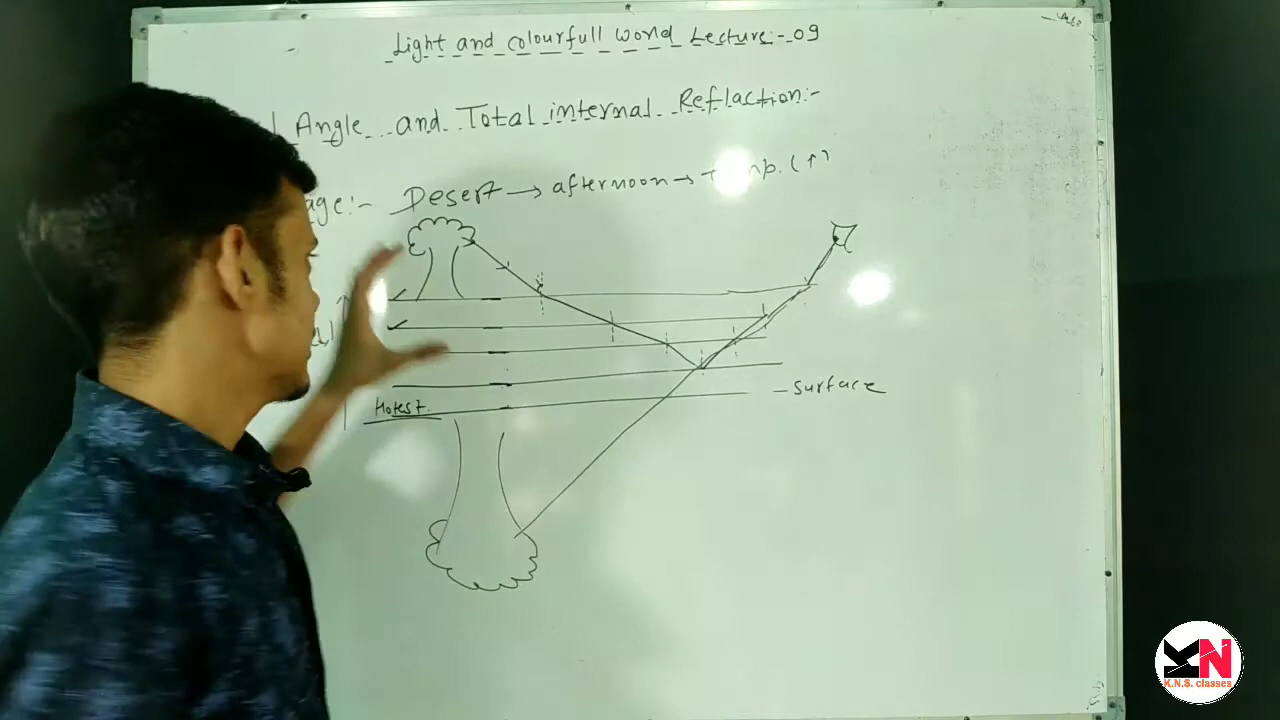 Light and colourfull world Lecture:-09
Angle and Total internal Reflaction:-
Desert → afternoon → (↑)
Hotest
- Surface
K.N.S. classes